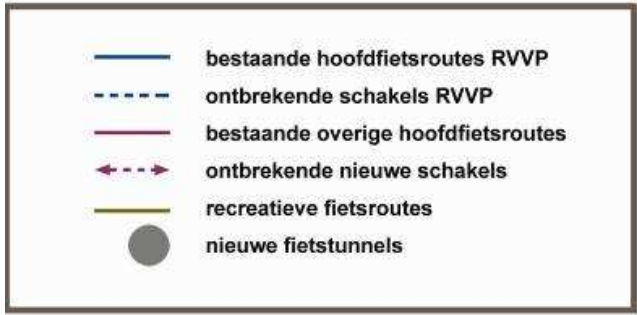 bestaande hoofdfietsroutes RVVP
ontbrekende schakels RVVP
bestaande overige hoofdfietsroutes
ontbrekende nieuwe schakels
recreatieve fietsroutes
nieuwe fietstunnels